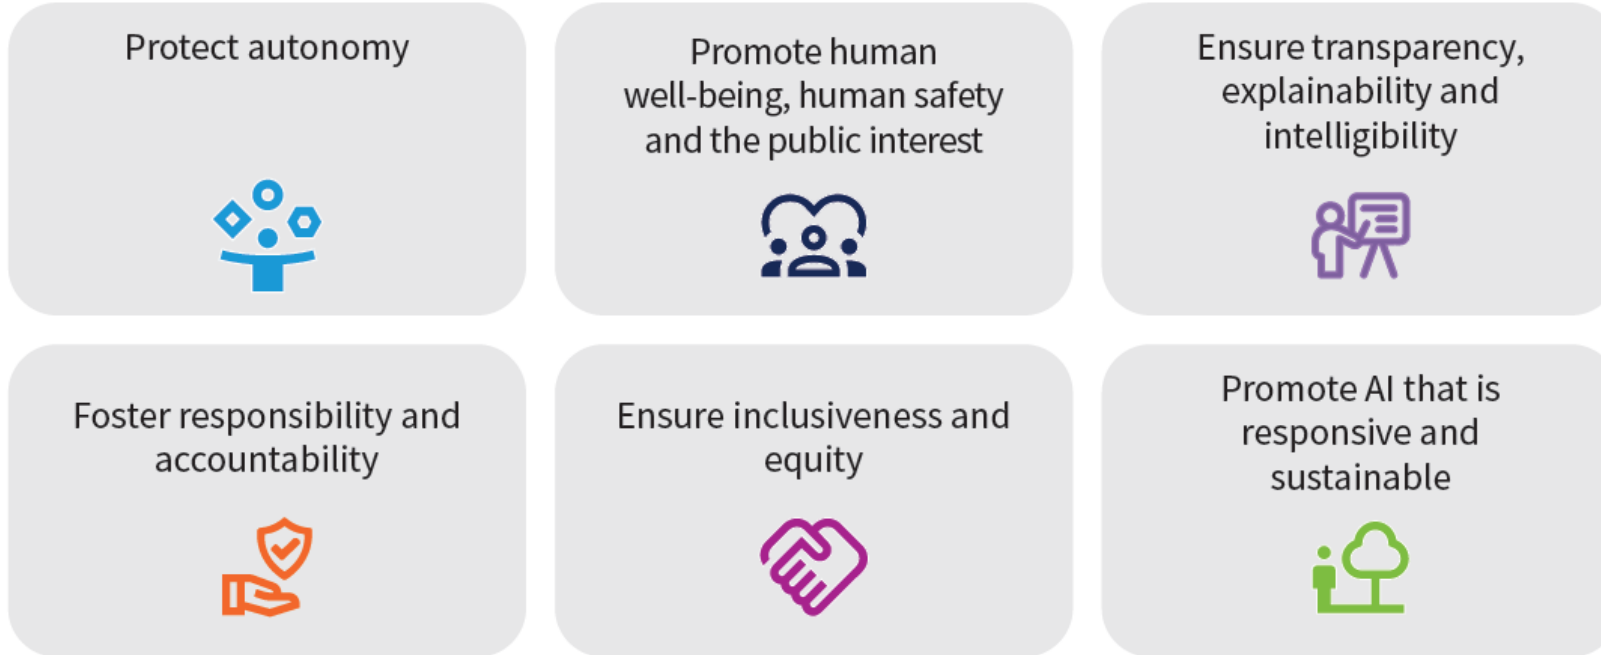 Protect autonomy
Promote human
well-being, human safety
and the public interest
Ensure transparency,
explainability and
intelligibility
Foster responsibility and
accountability
Ensure inclusiveness and
equity
Promote AI that is
responsive and
sustainable